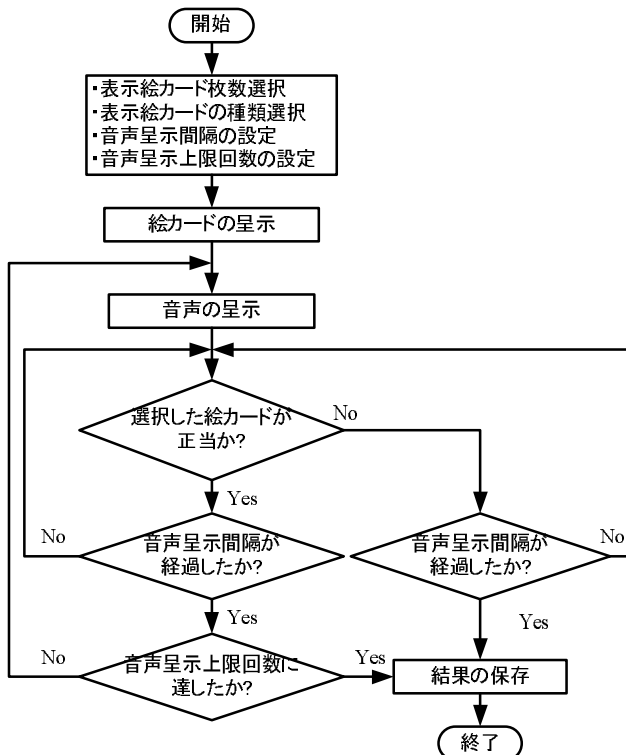 開始
・表示絵カード枚数選択
・表示絵カードの種類選択
・音声呈示間隔の設定
・音声呈示上限回数の設定
絵カードの呈示
音声の呈示
選択した絵カードが
正当か?
No
Yes
No
音声呈示間隔が
経過したか?
音声呈示間隔が
経過したか?
No
Yes
Yes
No
音声呈示上限回数に
達したか?
Yes
結果の保存
終了